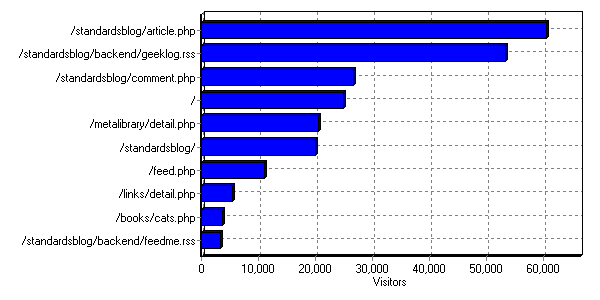 /standardsblog/article.php
/standardsblog/backend/geeklog.rss
/standardsblog/comment.php
/
/metalibrary/detail.php
/standardsblog/
/feed.php
/links/detail.php
/books/cats.php
/standardsblog/backend/feedme.rss
0 10,000 20,000 30,000 40,000 50,000 60,000
Visitors